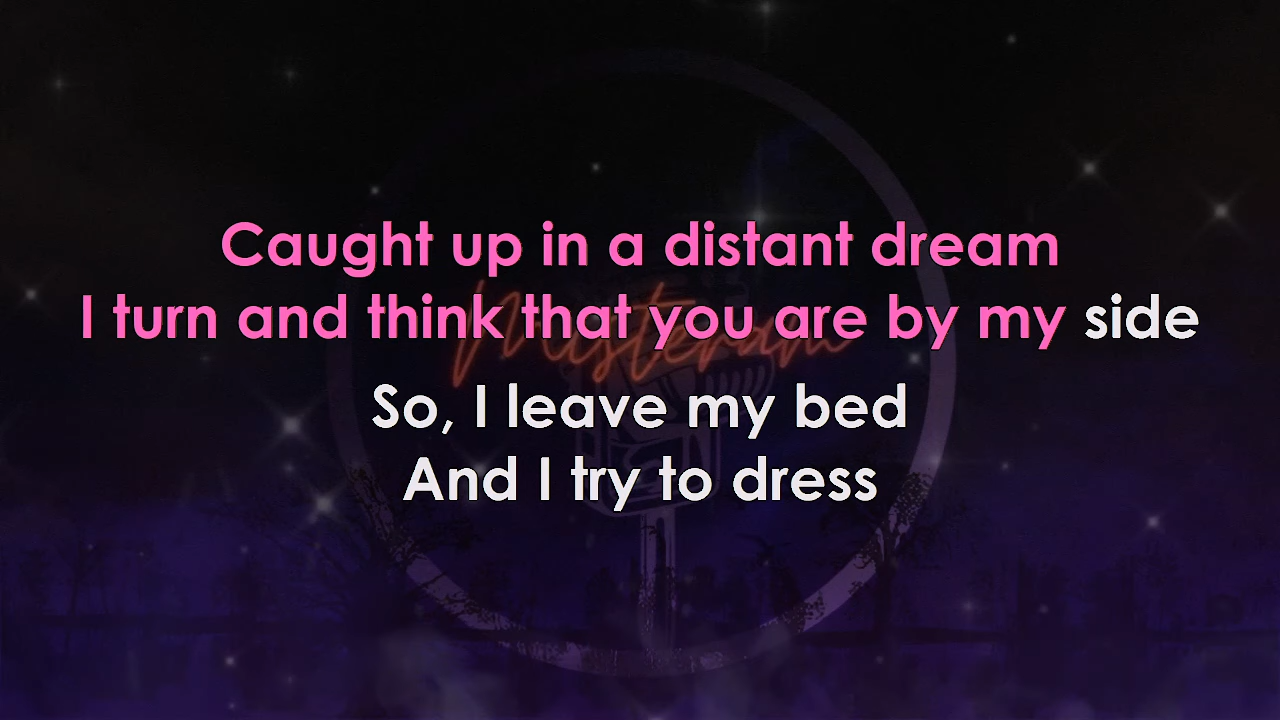 Caught up in a distant dream
I turn and think that you are by my side
Misteram
So, I leave my bed
And I try to dress